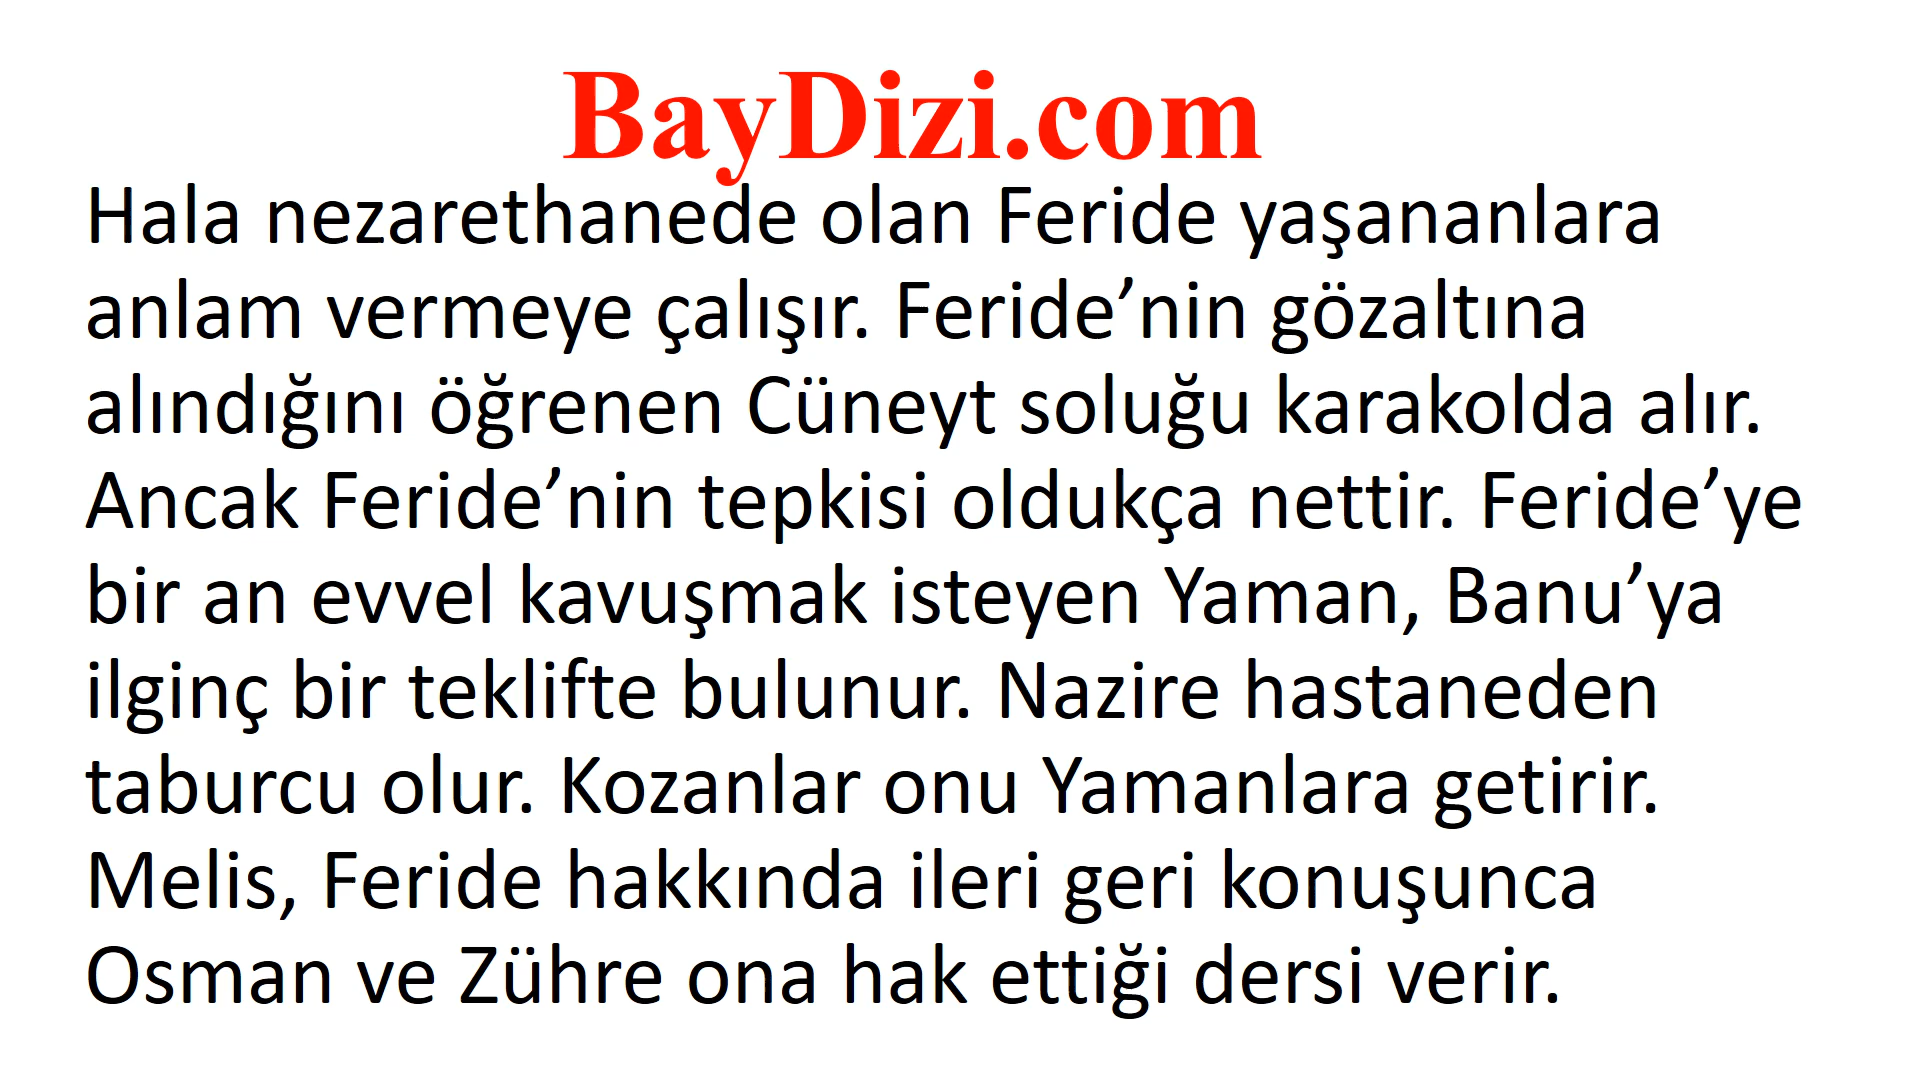 BayDizi.com
Hala nezarethanede olan Feride yaşananlara
anlam vermeye çalışır. Feride’nin gözaltına
alındığını öğrenen Cüneyt soluğu karakolda alır.
Ancak Feride’nin tepkisi oldukça nettir. Feride’ye
bir an evvel kavuşmak isteyen Yaman, Banu’ya
ilginç bir teklifte bulunur. Nazire hastaneden
taburcu olur. Kozanlar onu Yamanlara getirir.
Melis, Feride hakkında ileri geri konuşunca
Osman ve Zühre ona hak ettiği dersi verir.